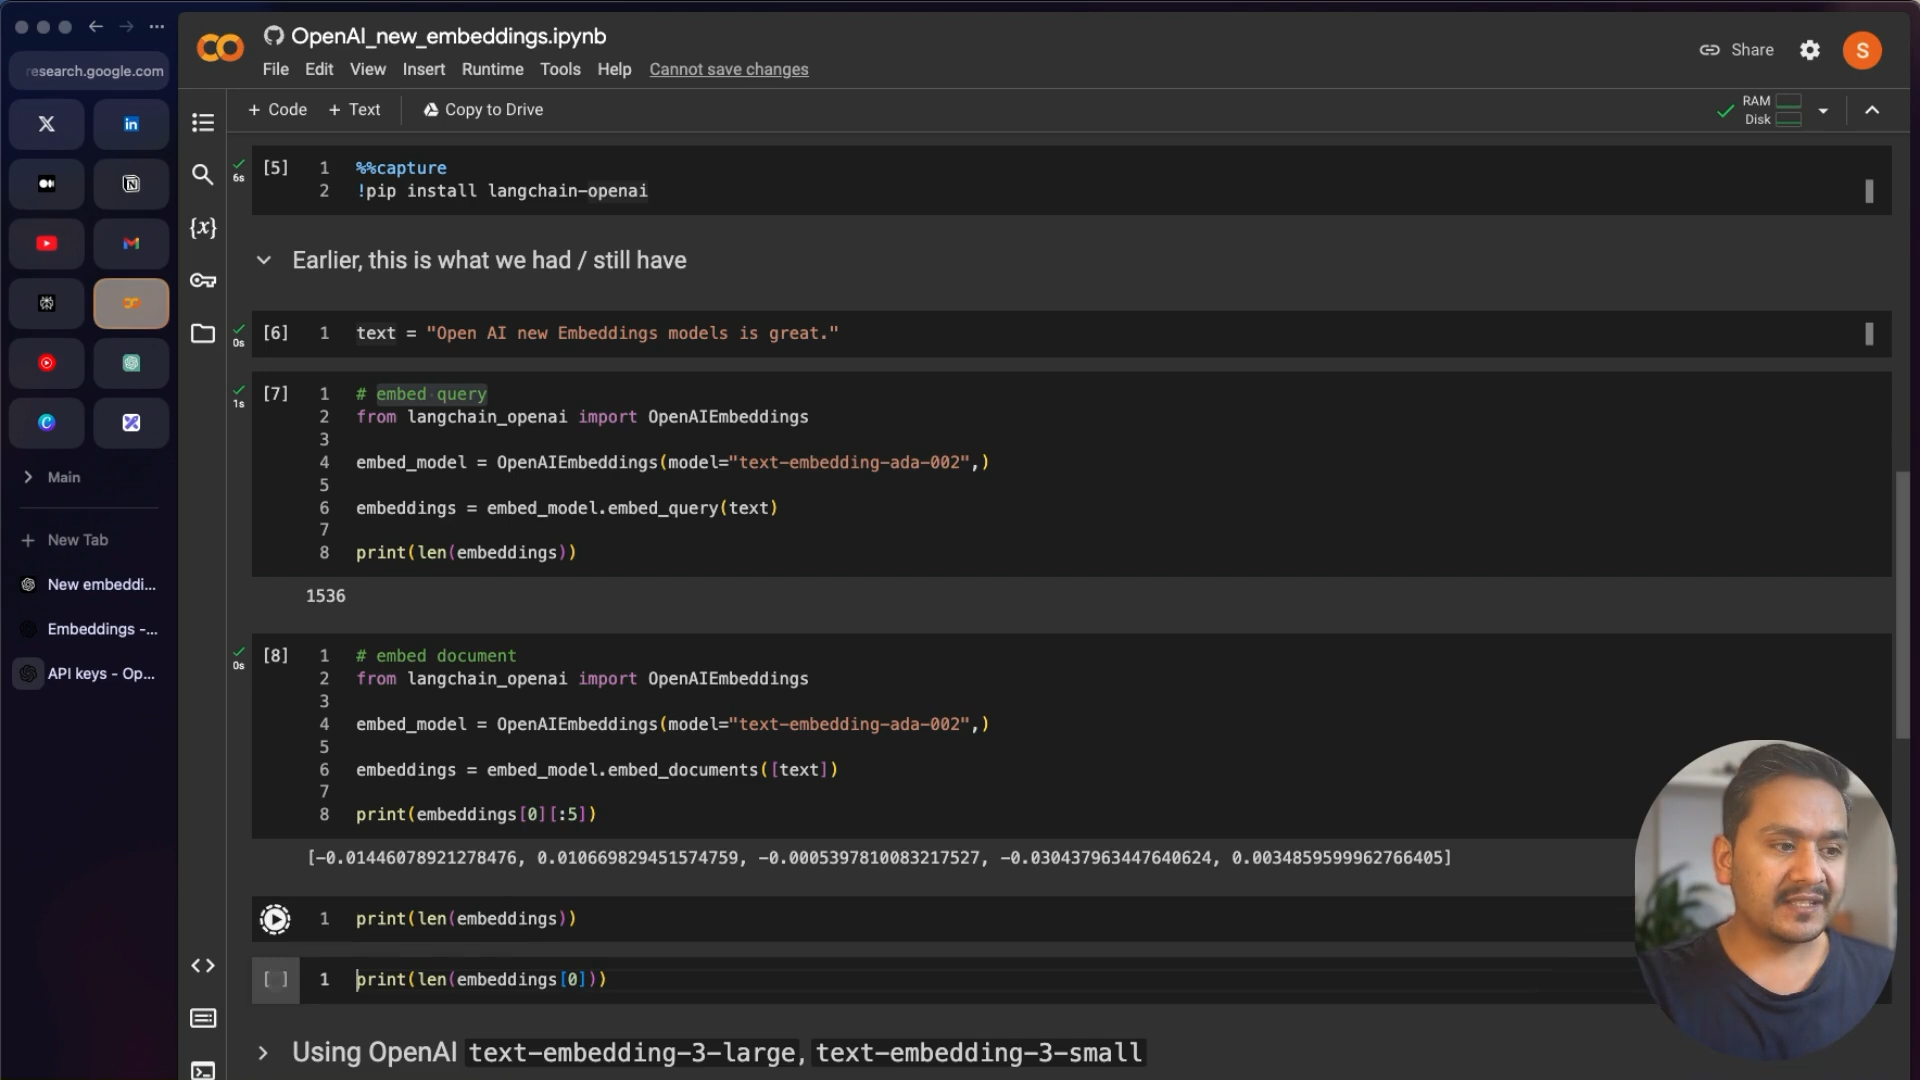 OpenAI_new_embeddings.ipynb
File Edit View Insert Runtime Tools Help Cannot save changes
Share
S
research.google.com
+ Code + Text Copy to Drive
RAM
Disk
6s
[5]
1 %%capture
2 !pip install langchain-openai
Earlier, this is what we had / still have
0s
[6]
1 text = "Open AI new Embeddings models is great."
1s
[7]
1 # embed query
2 from langchain_openai import OpenAIEmbeddings
3
4 embed_model = OpenAIEmbeddings(model="text-embedding-ada-002",)
5
6 embeddings = embed_model.embed_query(text)
7
8 print(len(embeddings))
1536
0s
[8]
1 # embed document
2 from langchain_openai import OpenAIEmbeddings
3
4 embed_model = OpenAIEmbeddings(model="text-embedding-ada-002",)
5
6 embeddings = embed_model.embed_documents([text])
7
8 print(embeddings[0][:5])
[-0.01446078921278476, 0.010669829451574759, -0.0005397810083217527, -0.030437963447640624, 0.0034859599962766405]
1 print(len(embeddings))
[ ]
1 print(len(embeddings[0]))
Using OpenAI text-embedding-3-large, text-embedding-3-small
Main
+ New Tab
New embeddi...
Embeddings -...
API keys - Op...